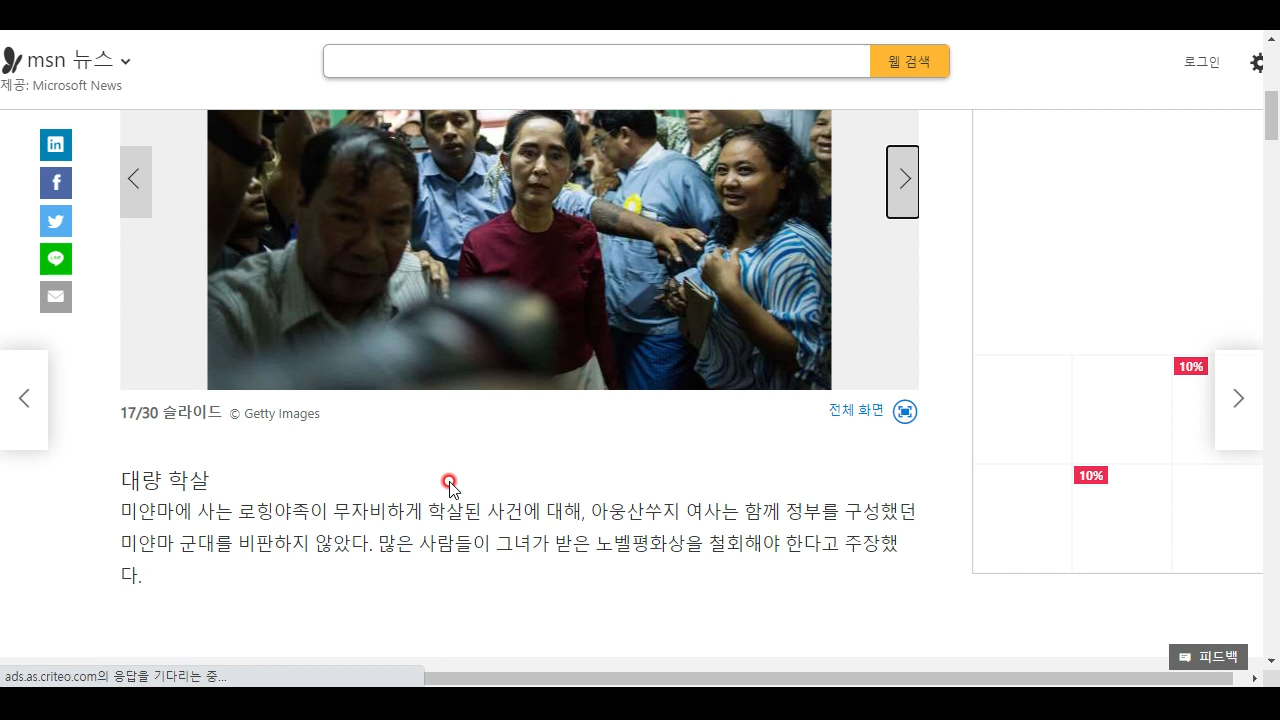 msn 뉴스
제공: Microsoft News
웹 검색
로그인
in
f
LINE
17/30 슬라이드 © Getty Images
전체 화면
10%
10%
대량 학살
미얀마에 사는 로힝야족이 무자비하게 학살된 사건에 대해, 아웅산쑤지 여사는 함께 정부를 구성했던
미얀마 군대를 비판하지 않았다. 많은 사람들이 그녀가 받은 노벨평화상을 철회해야 한다고 주장했
다.
피드백
ads.as.criteo.com의 응답을 기다리는 중...